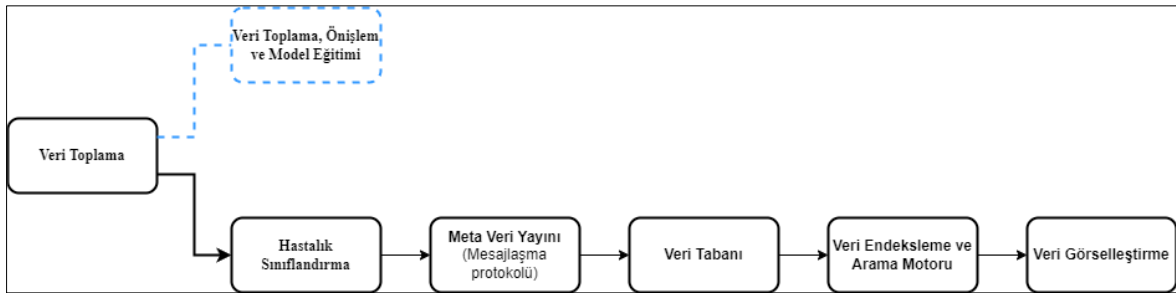 Veri Toplama, Önişlem
ve Model Eğitimi
Veri Toplama
Hastalık
Sınıflandırma
Meta Veri Yayını
(Mesajlaşma
protokolü)
Veri Tabanı
Veri Endeksleme ve
Arama Motoru
Veri Görselleştirme